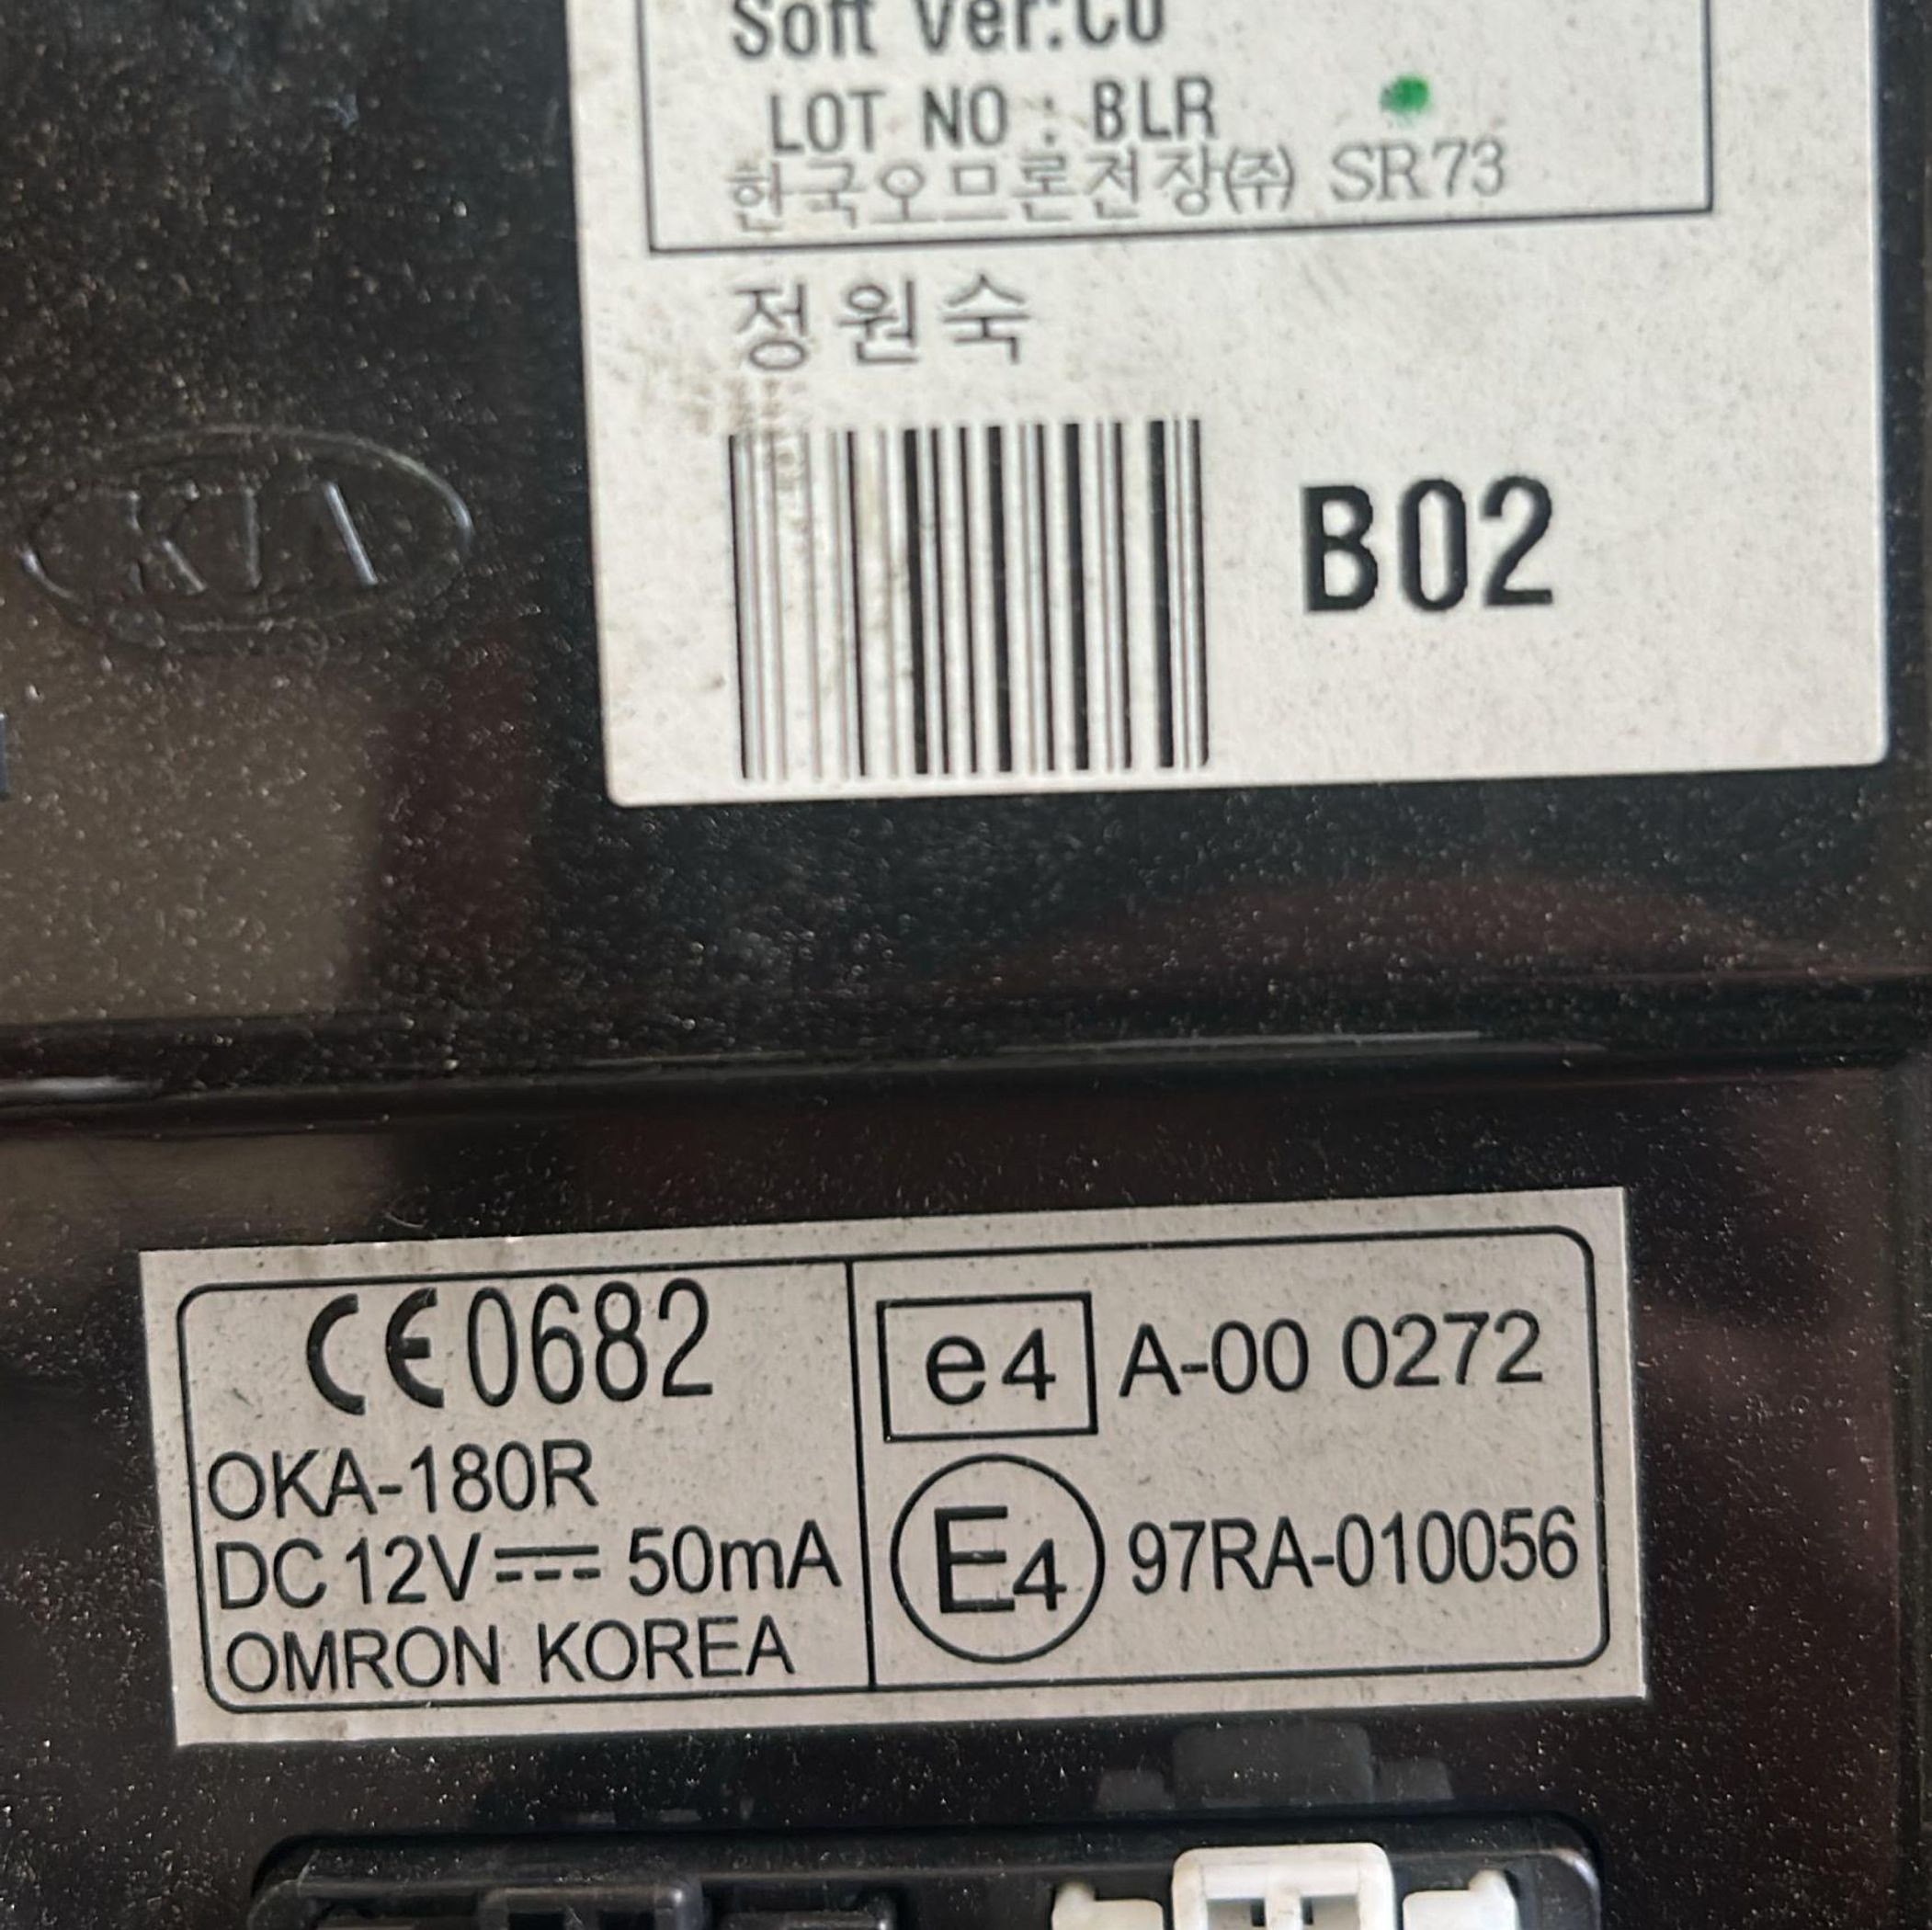 Soft Ver:C0
LOT NO : BLR
한국오므론전장㈜ SR73
정원숙
KIA
B02
CE0682
OKA-180R
DC 12V⎓ 50mA
OMRON KOREA
e4 A-00 0272
E4 97RA-010056